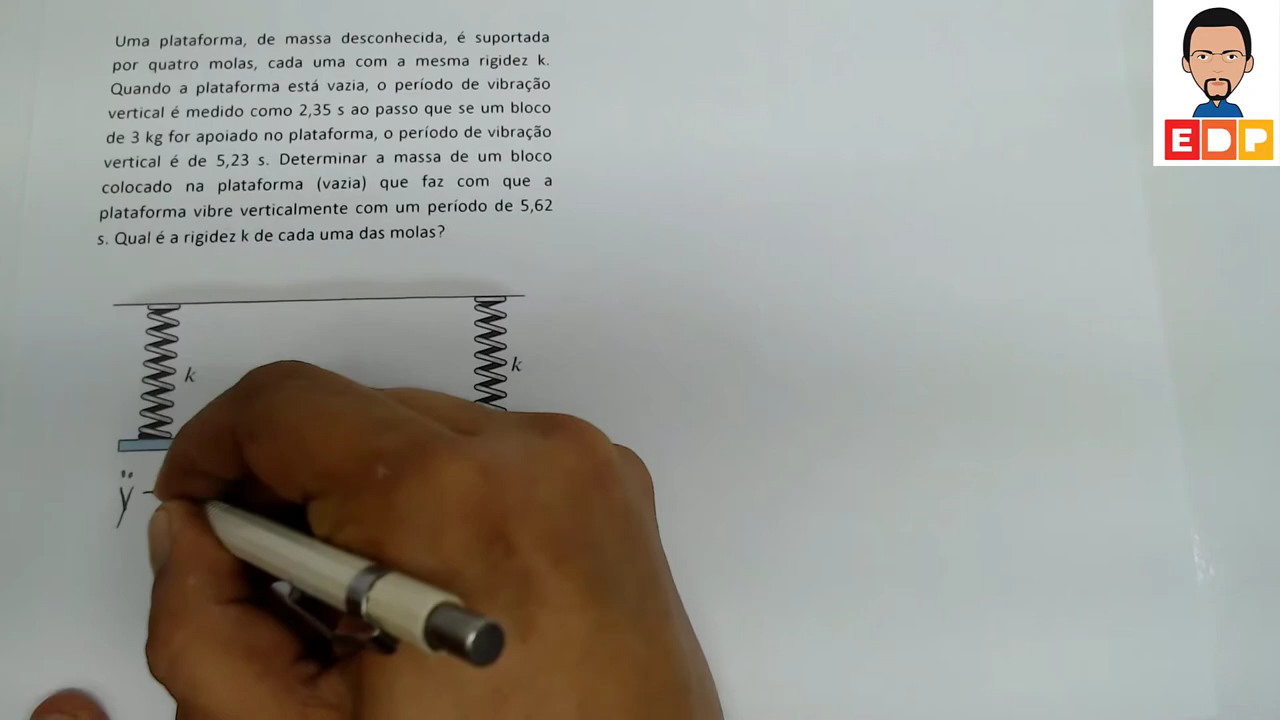 Uma plataforma, de massa desconhecida, é suportada
por quatro molas, cada uma com a mesma rigidez k.
Quando a plataforma está vazia, o período de vibração
vertical é medido como 2,35 s ao passo que se um bloco
de 3 kg for apoiado no plataforma, o período de vibração
vertical é de 5,23 s. Determinar a massa de um bloco
colocado na plataforma (vazia) que faz com que a
plataforma vibre verticalmente com um período de 5,62
s. Qual é a rigidez k de cada uma das molas?
k
k
ÿ
EDP